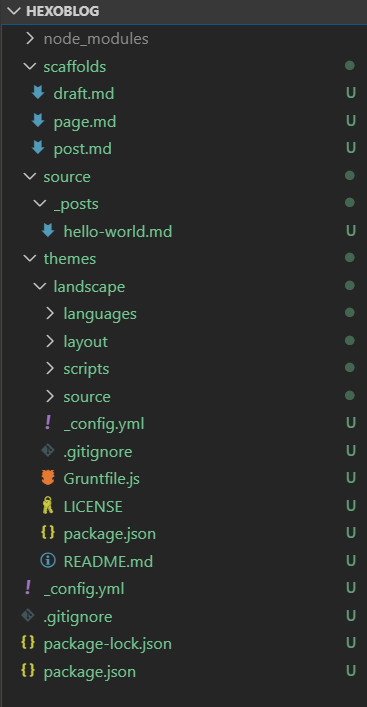 HEXOBLOG
node_modules
scaffolds
draft.md U
page.md U
post.md U
source
_posts
hello-world.md U
themes
landscape
languages
layout
scripts
source
! _config.yml U
.gitignore U
Gruntfile.js U
LICENSE U
{} package.json U
README.md U
! _config.yml U
.gitignore U
{} package-lock.json U
{} package.json U